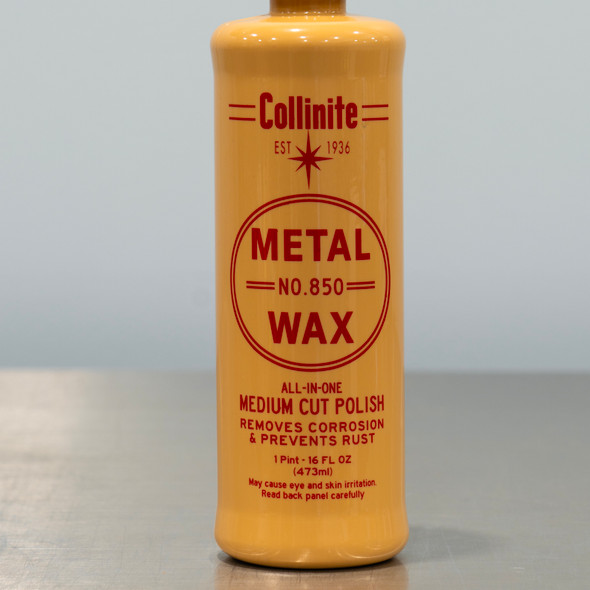 Collinite
EST 1936
METAL
NO.850
WAX
ALL-IN-ONE
MEDIUM CUT POLISH
REMOVES CORROSION
& PREVENTS RUST
1 Pint - 16 FL OZ
(473ml)
May cause eye and skin irritation.
Read back panel carefully